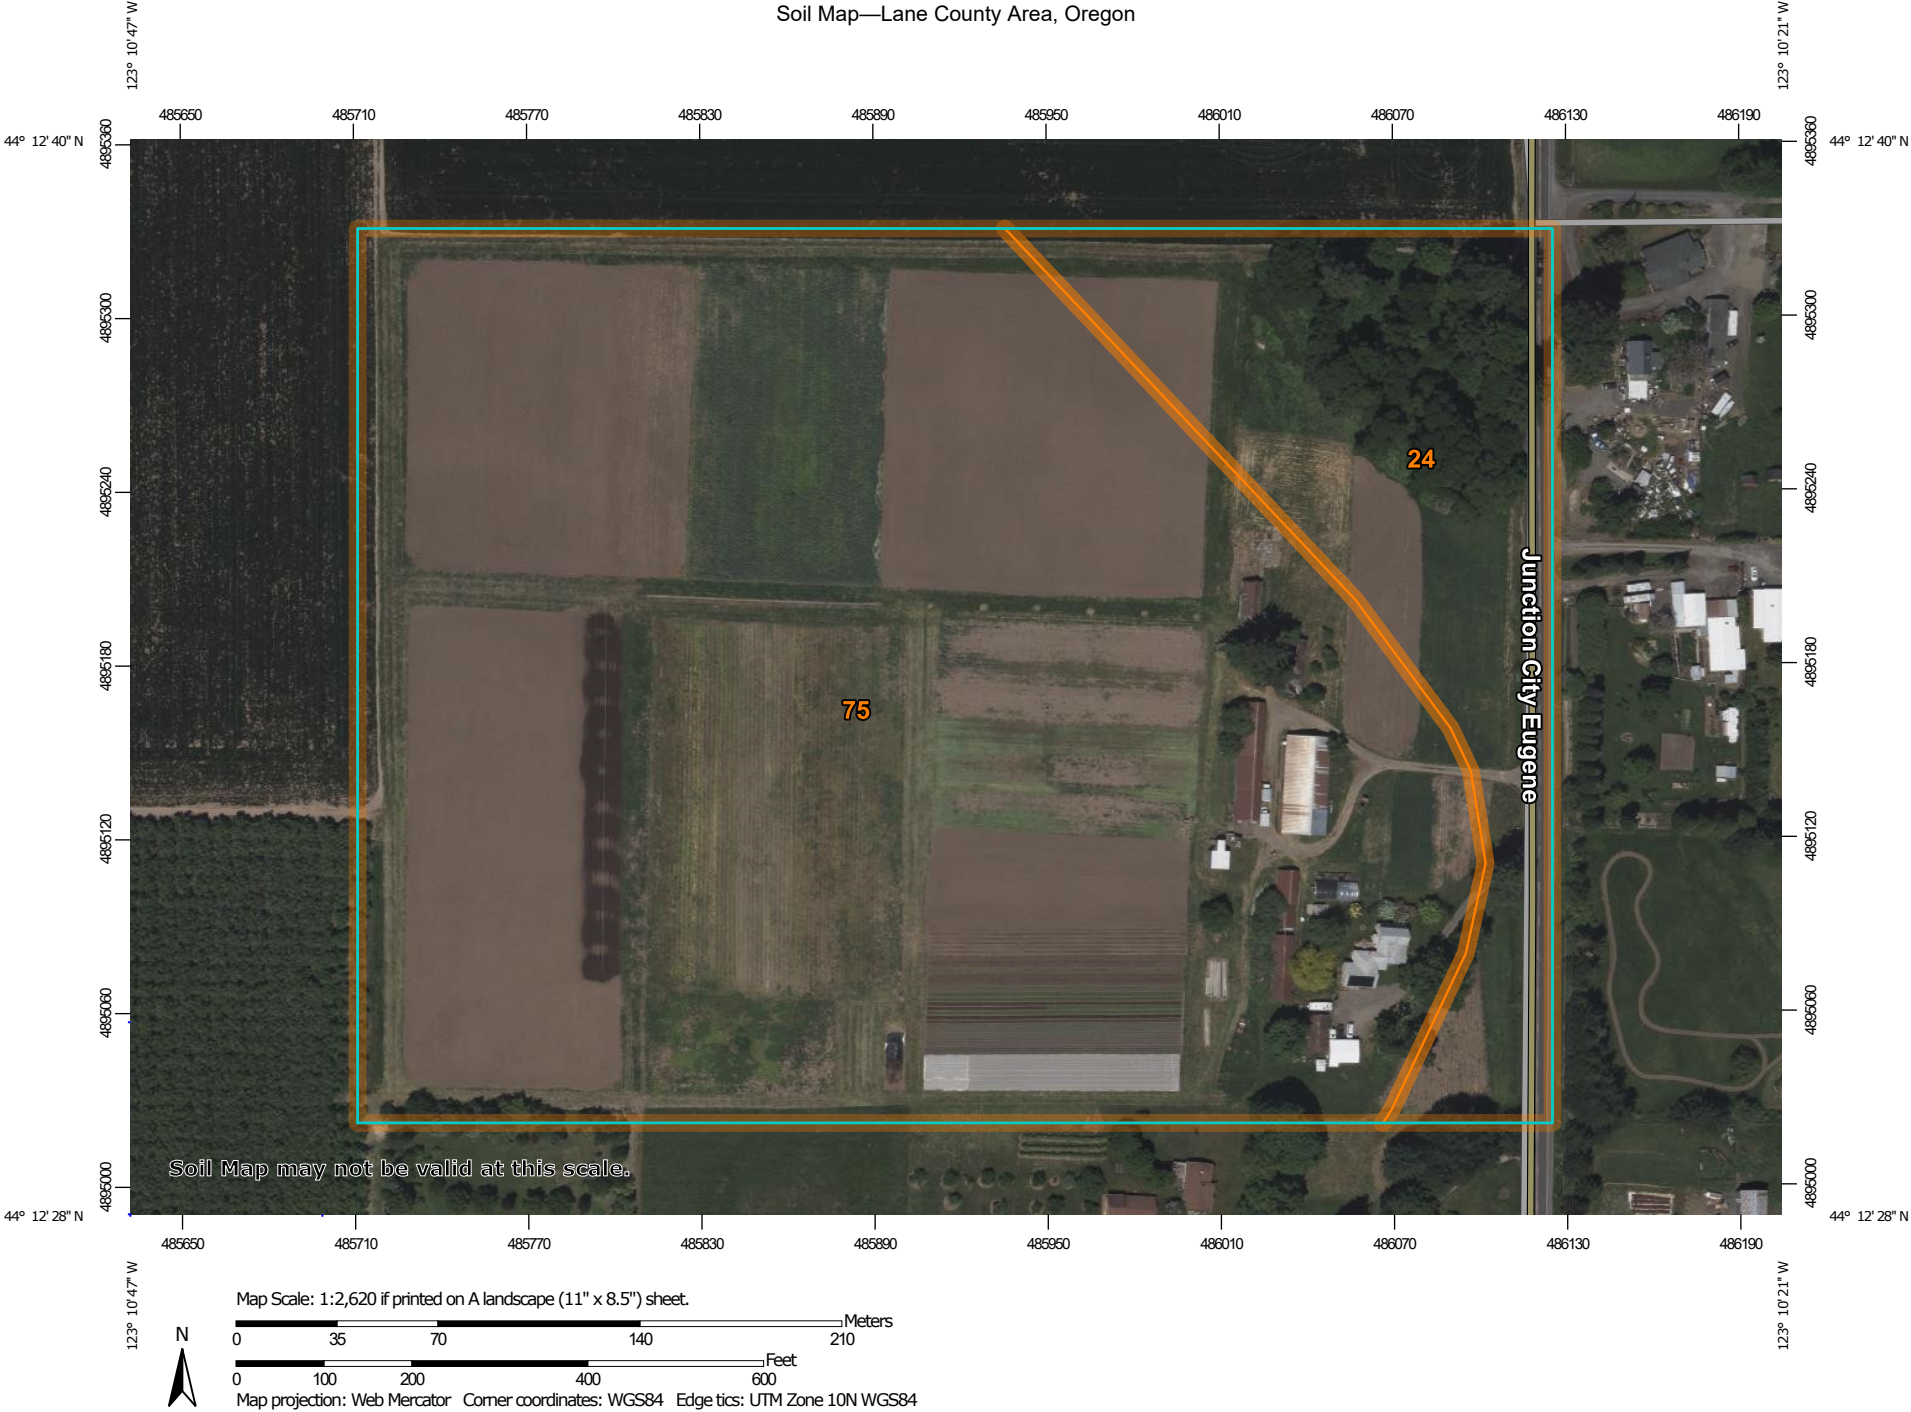 Soil Map—Lane County Area, Oregon
123° 10' 47" W
123° 10' 21" W
485650 485710 485770 485830 485890 485950 486010 486070 486130 486190
44° 12' 40" N
44° 12' 40" N
4895360
4895300
4895240
4895180
4895120
4895060
4895000
4895360
4895300
4895240
4895180
4895120
4895060
4895000
24
75
Junction City Eugene
Soil Map may not be valid at this scale.
44° 12' 28" N
44° 12' 28" N
485650 485710 485770 485830 485890 485950 486010 486070 486130 486190
123° 10' 47" W
123° 10' 21" W
Map Scale: 1:2,620 if printed on A landscape (11" x 8.5") sheet.
N
Meters
0 35 70 140 210
Feet
0 100 200 400 600
Map projection: Web Mercator Corner coordinates: WGS84 Edge tics: UTM Zone 10N WGS84